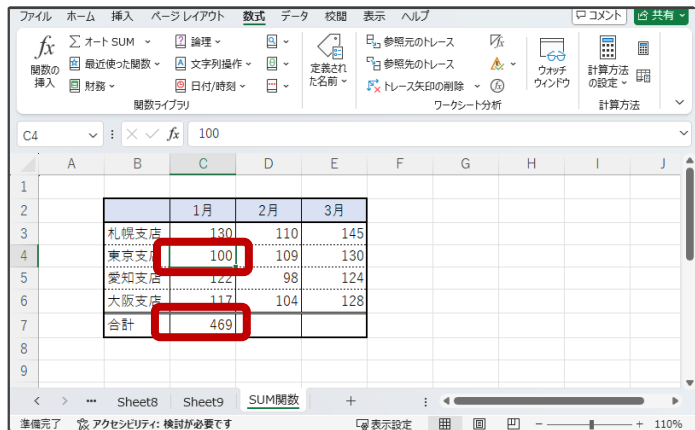 ファイル ホーム 挿入 ページ レイアウト 数式 データ 校閲 表示 ヘルプ コメント 共有
fx 関数の挿入
Σ オート SUM
最近使った関数
財務
論理
文字列操作
日付/時刻
関数ライブラリ
定義された名前
参照元のトレース
参照先のトレース
トレース矢印の削除
fx
ワークシート分析
ウォッチ ウィンドウ
計算方法の設定
計算方法
C4 fx 100
A B C D E F G H I J
1
2 1月 2月 3月
3 札幌支店 130 110 145
4 東京支店 100 109 130
5 愛知支店 122 98 124
6 大阪支店 117 104 128
7 合計 469
8
9
Sheet8 Sheet9 SUM関数 +
準備完了 アクセシビリティ: 検討が必要です 表示設定 - + 110%